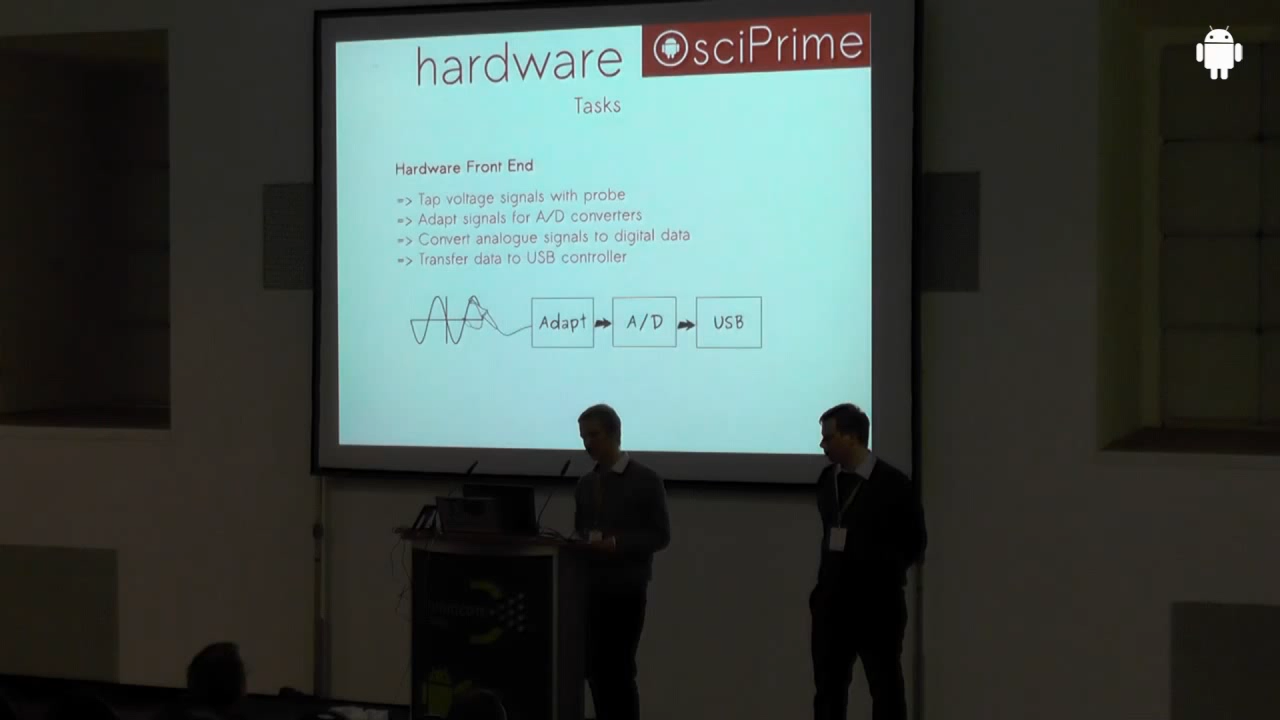 hardware
OsciPrime
Tasks
Hardware Front End
=> Tap voltage signals with probe
=> Adapt signals for A/D converters
=> Convert analogue signals to digital data
=> Transfer data to USB controller
Adapt
A/D
USB